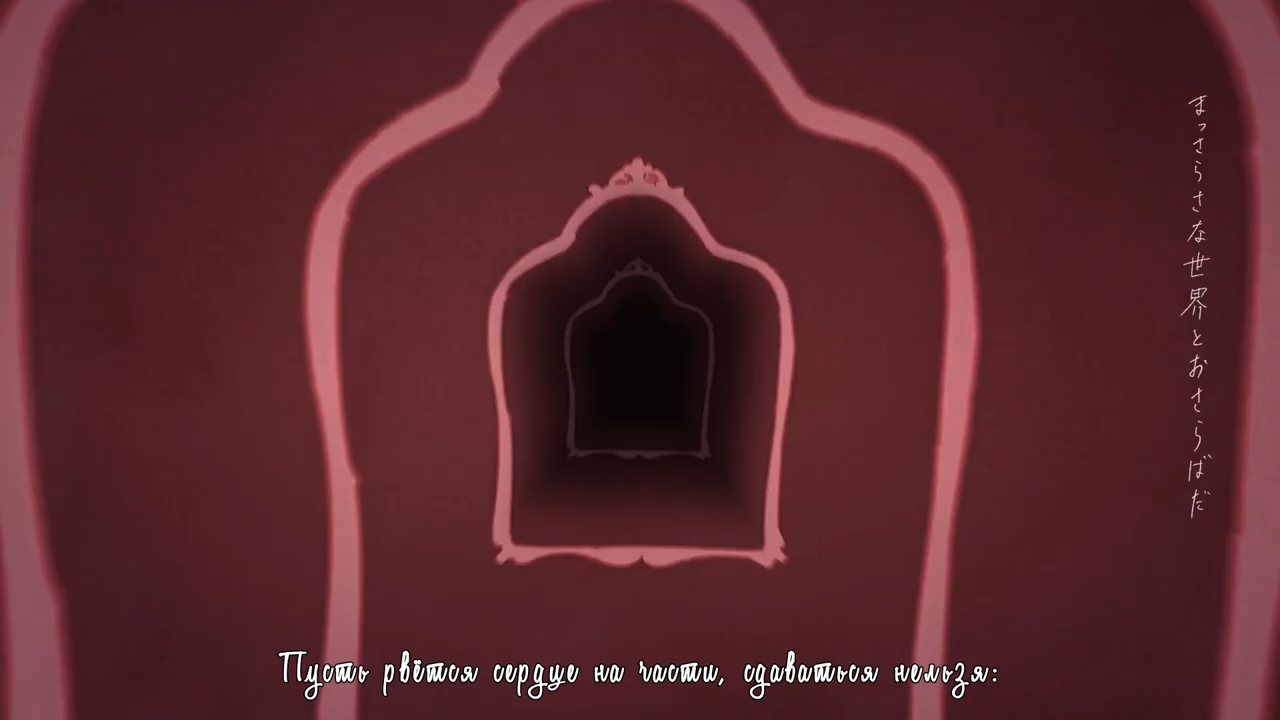 まっさらさな世界とおさらばだ
Пусть рвётся сердце на части, сдаваться нельзя: